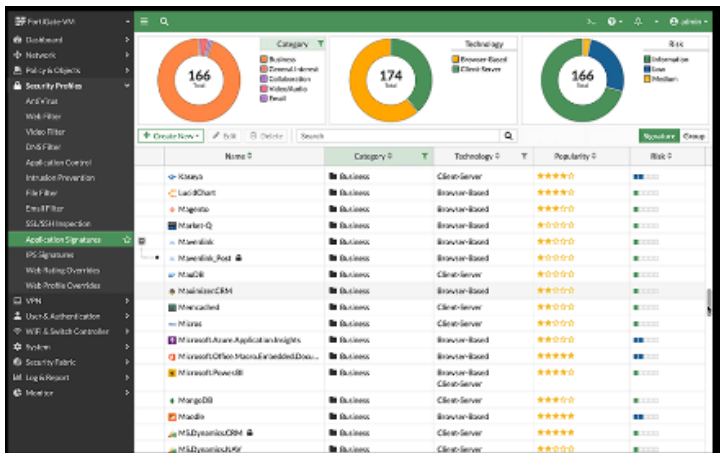 FortiGate-VM
admin
Dashboard
Network
Policy & Objects
Security Profiles
AntiVirus
Web Filter
Video Filter
DNS Filter
Application Control
Intrusion Prevention
File Filter
Email Filter
SSL/SSH Inspection
Application Signatures
IPS Signatures
Web Rating Overrides
Web Profile Overrides
VPN
User & Authentication
WiFi & Switch Controller
System
Security Fabric
Log & Report
Monitor
166
Total
Category
Business
General.Interest
Collaboration
Video/Audio
Email
174
Total
Technology
Browser-Based
Client-Server
166
Total
Risk
Information
Low
Medium
+ Create New
Edit
Delete
Search
Signature Group
Name Category Technology Popularity Risk
Kaseya Business Client-Server
LucidChart Business Browser-Based
Magento Business Browser-Based
Market-Q Business Browser-Based
Mavenlink Business Browser-Based
Mavenlink_Post Business Browser-Based
MaxDB Business Client-Server
MaximizerCRM Business Browser-Based
Memcached Business Client-Server
Micros Business Client-Server
Microsoft.Azure.Application.Insights Business Browser-Based
Microsoft.Office.Macro.Embedded.Docu... Business Browser-Based
Microsoft.Power.BI Business Browser-Based
Client-Server
MongoDB Business Client-Server
Moodle Business Browser-Based
MS.Dynamics.CRM Business Client-Server
MS.Dynamics.NAV Business Client-Server